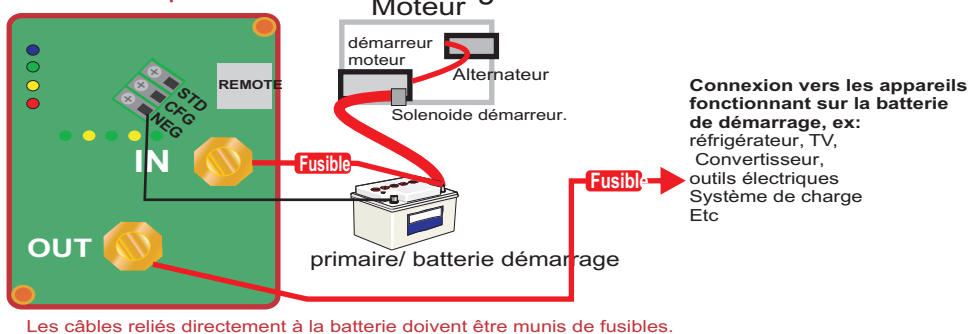 Moteur
démarreur
moteur
Alternateur
Solenoide démarreur.
REMOTE
STD
CFG
NEG
IN
Fusible
OUT
primaire/ batterie démarrage
Fusible
Connexion vers les appareils
fonctionnant sur la batterie
de démarrage, ex:
réfrigérateur, TV,
Convertisseur,
outils électriques
Système de charge
Etc
Les câbles reliés directement à la batterie doivent être munis de fusibles.